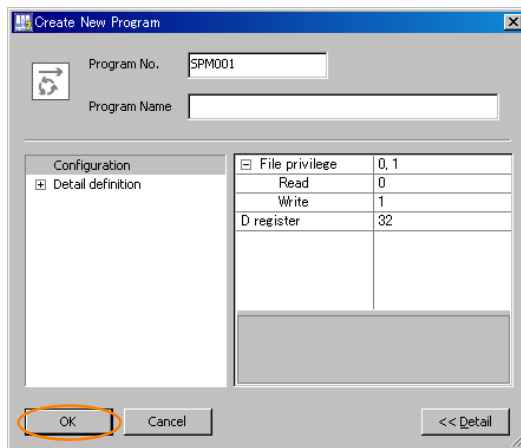 Create New Program
Program No. SPM001
Program Name
Configuration
Detail definition
File privilege 0, 1
Read 0
Write 1
D register 32
OK Cancel << Detail